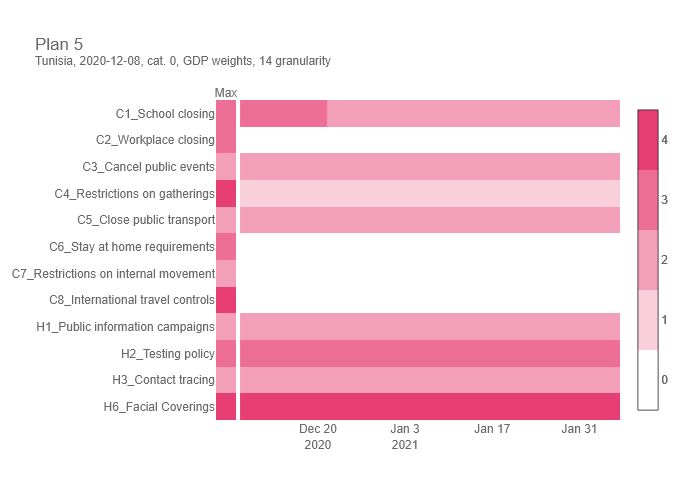 Plan 5
Tunisia, 2020-12-08, cat. 0, GDP weights, 14 granularity
Max
C1_School closing
C2_Workplace closing
C3_Cancel public events
C4_Restrictions on gatherings
C5_Close public transport
C6_Stay at home requirements
C7_Restrictions on internal movement
C8_International travel controls
H1_Public information campaigns
H2_Testing policy
H3_Contact tracing
H6_Facial Coverings
Dec 20 Jan 3 Jan 17 Jan 31
2020 2021
4
3
2
1
0